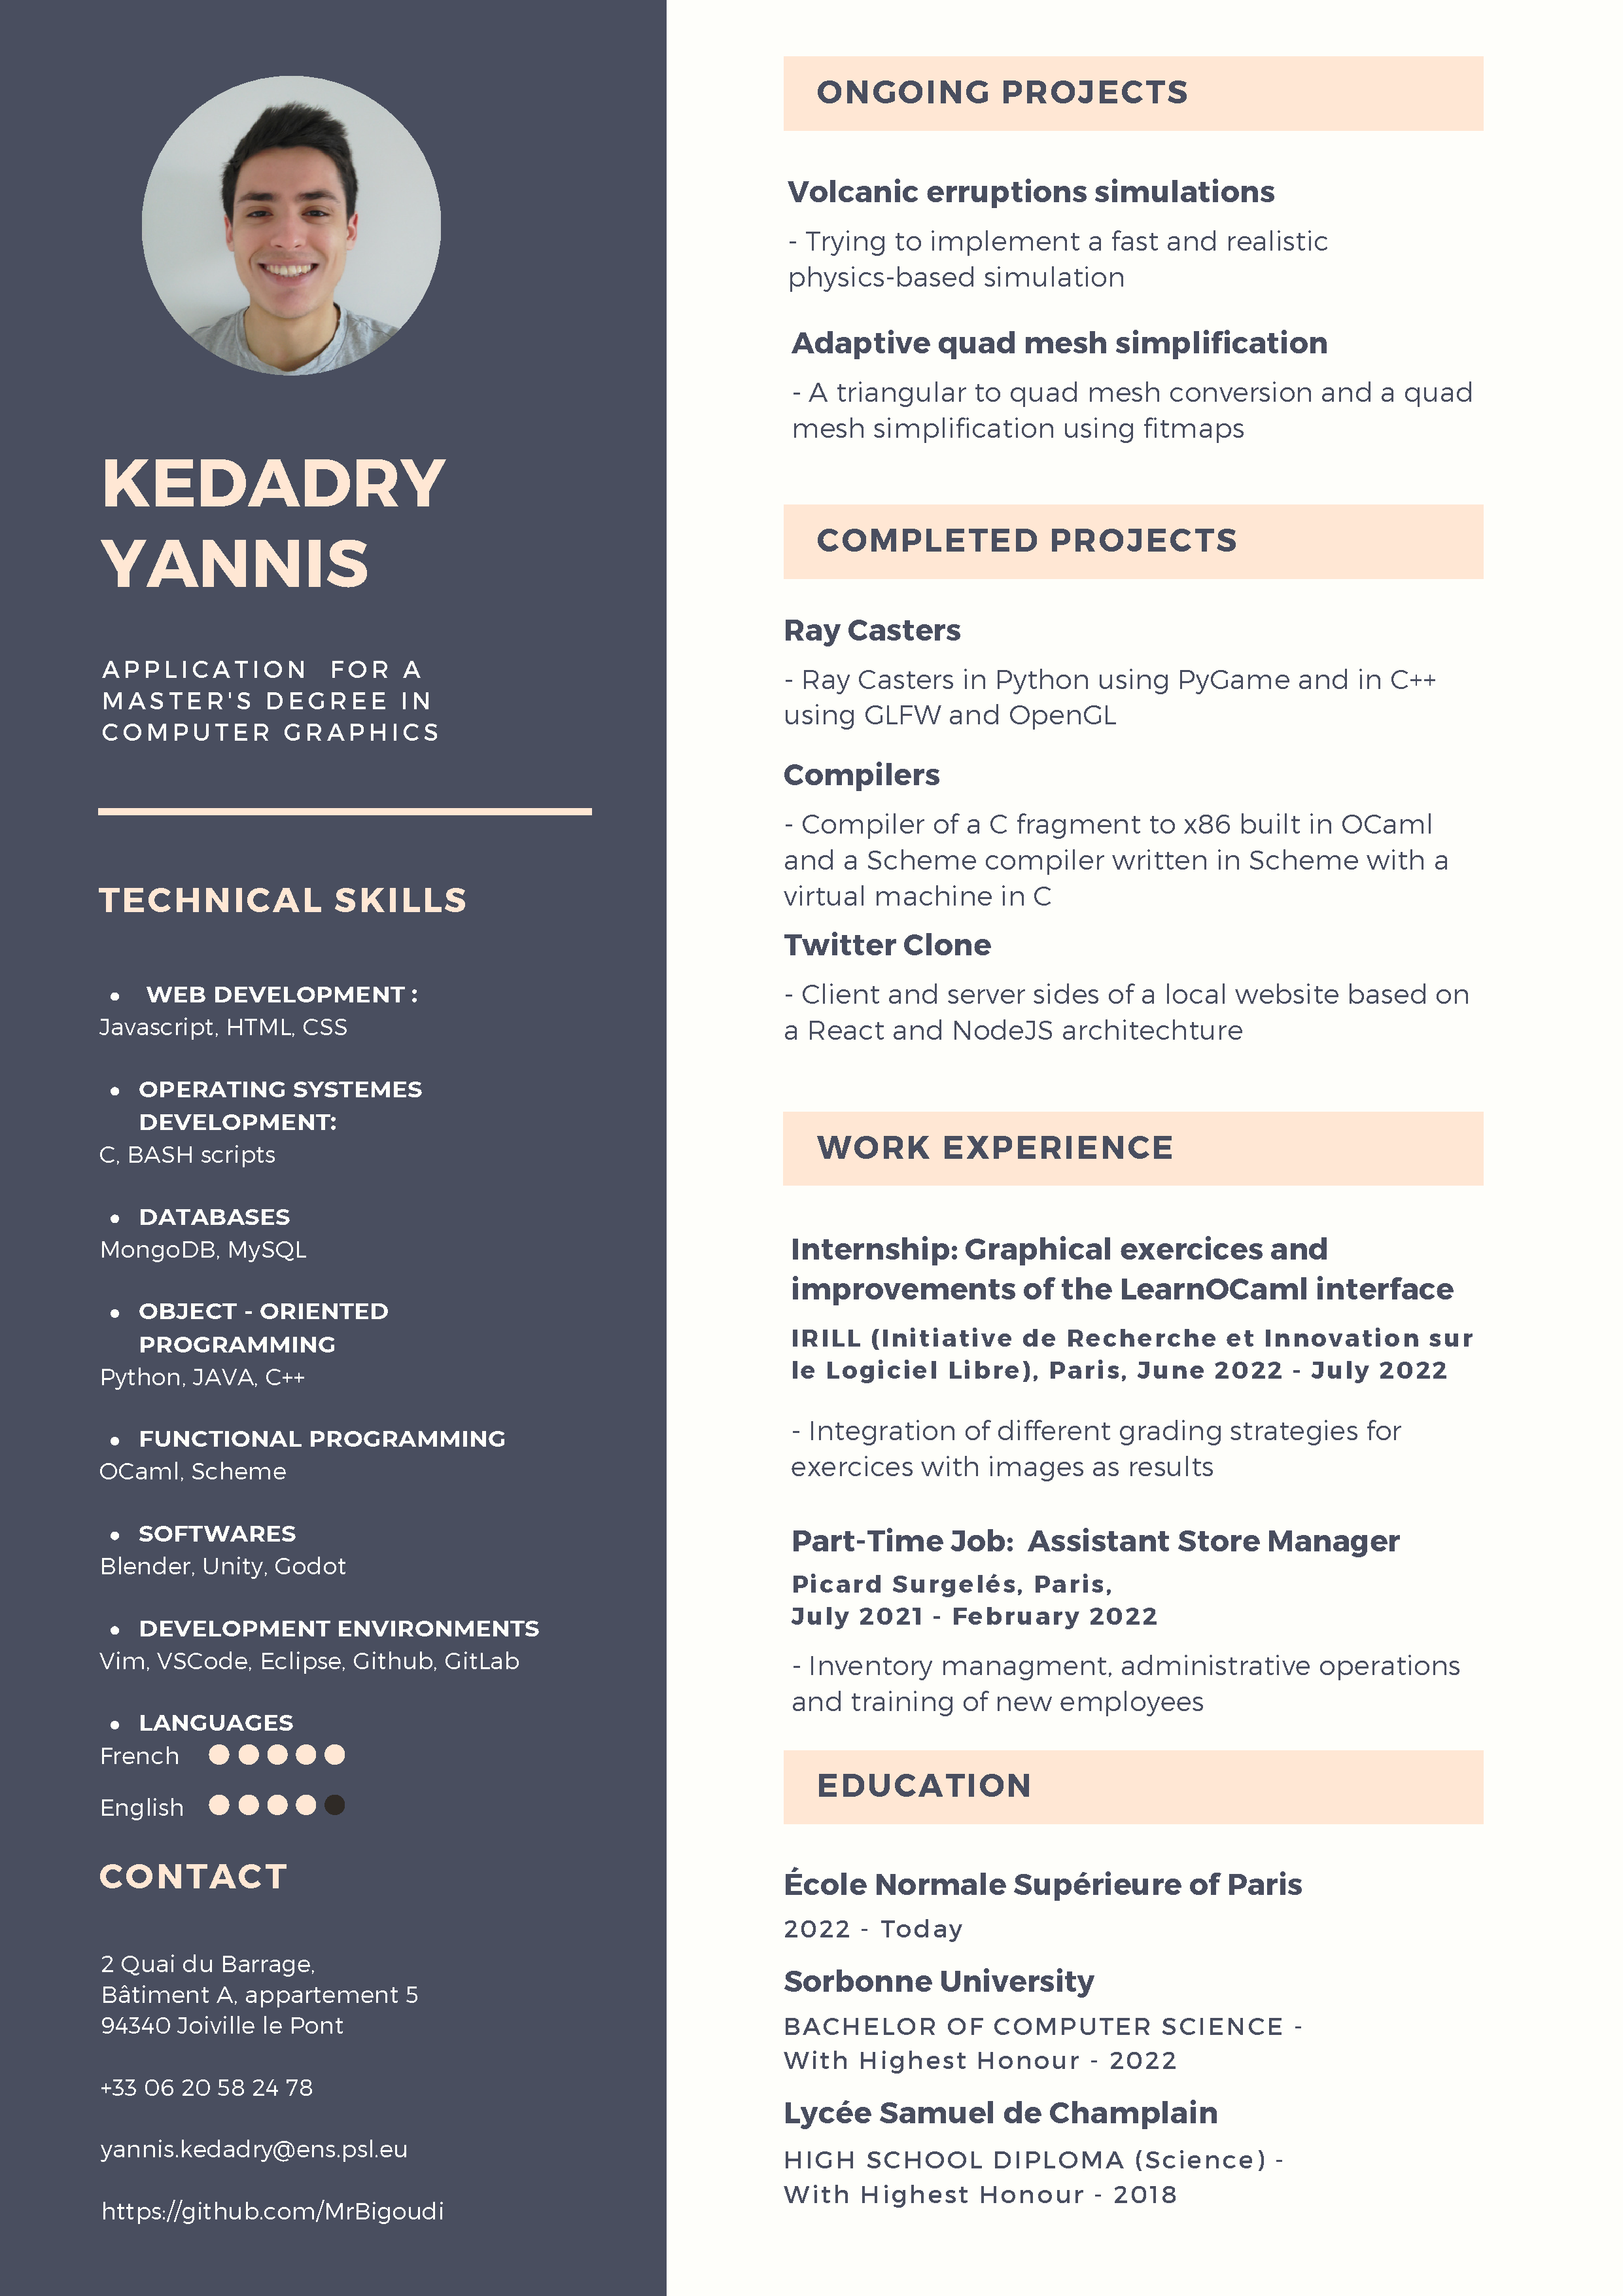 KEDADRY
YANNIS
APPLICATION FOR A
MASTER'S DEGREE IN
COMPUTER GRAPHICS
TECHNICAL SKILLS
• WEB DEVELOPMENT :
Javascript, HTML, CSS
• OPERATING SYSTEMES
DEVELOPMENT:
C, BASH scripts
• DATABASES
MongoDB, MySQL
• OBJECT - ORIENTED
PROGRAMMING
Python, JAVA, C++
• FUNCTIONAL PROGRAMMING
OCaml, Scheme
• SOFTWARES
Blender, Unity, Godot
• DEVELOPMENT ENVIRONMENTS
Vim, VSCode, Eclipse, Github, GitLab
• LANGUAGES
French
English
CONTACT
2 Quai du Barrage,
Bâtiment A, appartement 5
94340 Joiville le Pont
+33 06 20 58 24 78
yannis.kedadry@ens.psl.eu
https://github.com/MrBigoudi
ONGOING PROJECTS
Volcanic erruptions simulations
- Trying to implement a fast and realistic
physics-based simulation
Adaptive quad mesh simplification
- A triangular to quad mesh conversion and a quad
mesh simplification using fitmaps
COMPLETED PROJECTS
Ray Casters
- Ray Casters in Python using PyGame and in C++
using GLFW and OpenGL
Compilers
- Compiler of a C fragment to x86 built in OCaml
and a Scheme compiler written in Scheme with a
virtual machine in C
Twitter Clone
- Client and server sides of a local website based on
a React and NodeJS architechture
WORK EXPERIENCE
Internship: Graphical exercices and
improvements of the LearnOCaml interface
IRILL (Initiative de Recherche et Innovation sur
le Logiciel Libre), Paris, June 2022 - July 2022
- Integration of different grading strategies for
exercices with images as results
Part-Time Job: Assistant Store Manager
Picard Surgelés, Paris,
July 2021 - February 2022
- Inventory managment, administrative operations
and training of new employees
EDUCATION
École Normale Supérieure of Paris
2022 - Today
Sorbonne University
BACHELOR OF COMPUTER SCIENCE -
With Highest Honour - 2022
Lycée Samuel de Champlain
HIGH SCHOOL DIPLOMA (Science) -
With Highest Honour - 2018